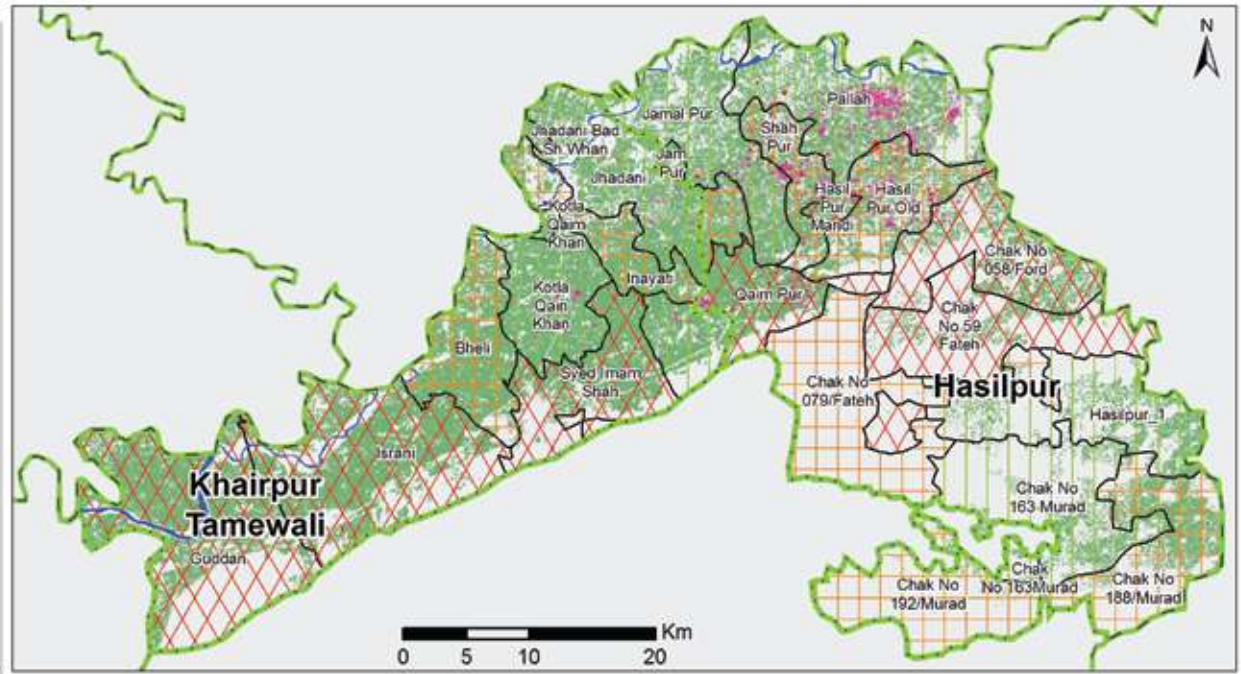 N
Pallah
Jamal Pur
Shah
Pur
Jhadani Bad
Sh Whan
Jam
Pur
Jhadani
Hasil
Pur
Mandi
Hasil
Pur Old
Kotla
Qaim
Khan
Chak No
058/Ford
Inayati
Kotla
Qain
Khan
Qaim Pur
Chak
No 59
Fateh
Bheli
Syed Imam
Shah
Chak No
079/Fateh
Hasilpur
Hasilpur_1
Israni
Khairpur
Tamewali
Chak No
163 Murad
Guddan
Chak No
192/Murad
Chak
No 163Murad
Chak No
188/Murad
Km
0 5 10 20